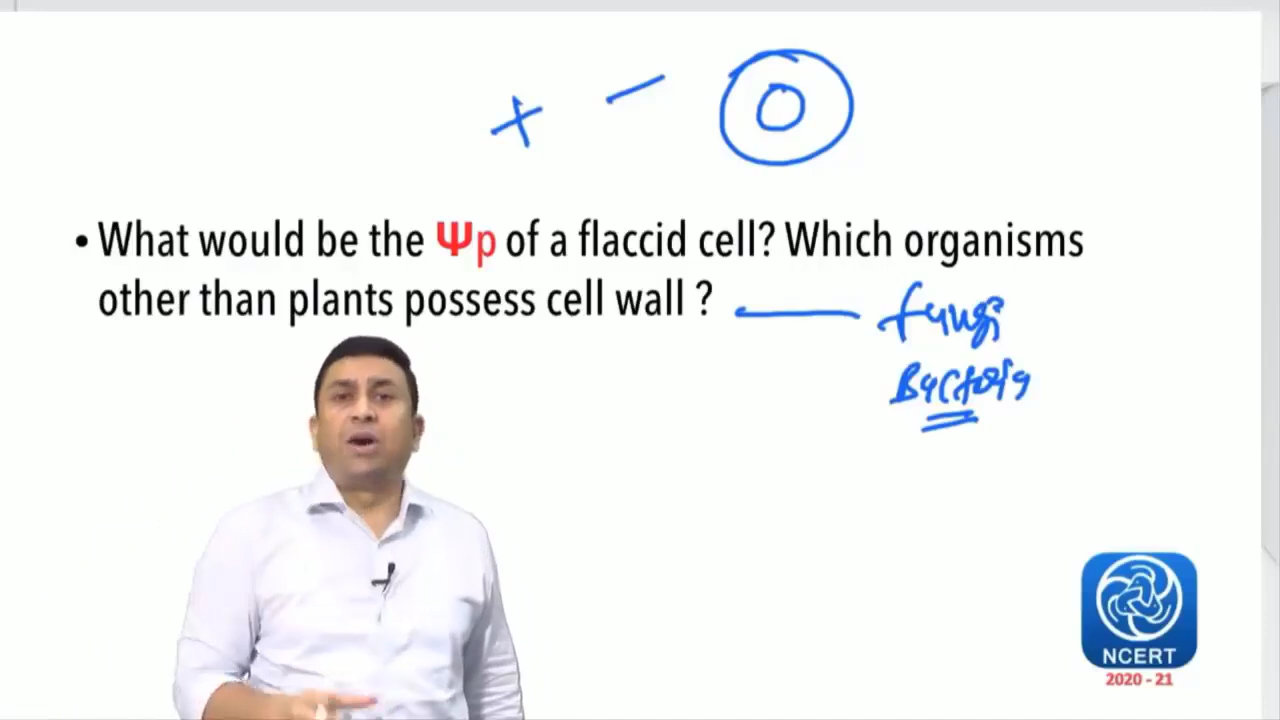 + − 0
• What would be the Ψp of a flaccid cell? Which organisms
other than plants possess cell wall ?
fungi
Bacteria
NCERT
2020 - 21